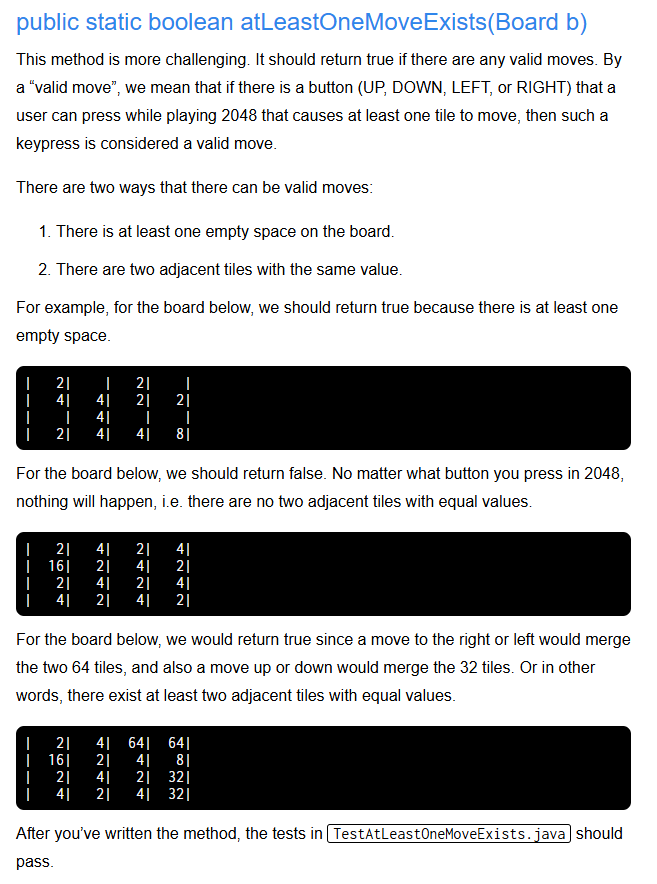 public static boolean atLeastOneMoveExists(Board b)
This method is more challenging. It should return true if there are any valid moves. By
a “valid move”, we mean that if there is a button (UP, DOWN, LEFT, or RIGHT) that a
user can press while playing 2048 that causes at least one tile to move, then such a
keypress is considered a valid move.
There are two ways that there can be valid moves:
1. There is at least one empty space on the board.
2. There are two adjacent tiles with the same value.
For example, for the board below, we should return true because there is at least one
empty space.
|   2|    |   2|    |
|   4|   4|   2|   2|
|    |   4|    |    |
|   2|   4|   4|   8|
For the board below, we should return false. No matter what button you press in 2048,
nothing will happen, i.e. there are no two adjacent tiles with equal values.
|   2|   4|   2|   4|
|  16|   2|   4|   2|
|   2|   4|   2|   4|
|   4|   2|   4|   2|
For the board below, we would return true since a move to the right or left would merge
the two 64 tiles, and also a move up or down would merge the 32 tiles. Or in other
words, there exist at least two adjacent tiles with equal values.
|   2|   4|  64|  64|
|  16|   2|   4|   8|
|   2|   4|   2|  32|
|   4|   2|   4|  32|
After you’ve written the method, the tests in TestAtLeastOneMoveExists.java should
pass.